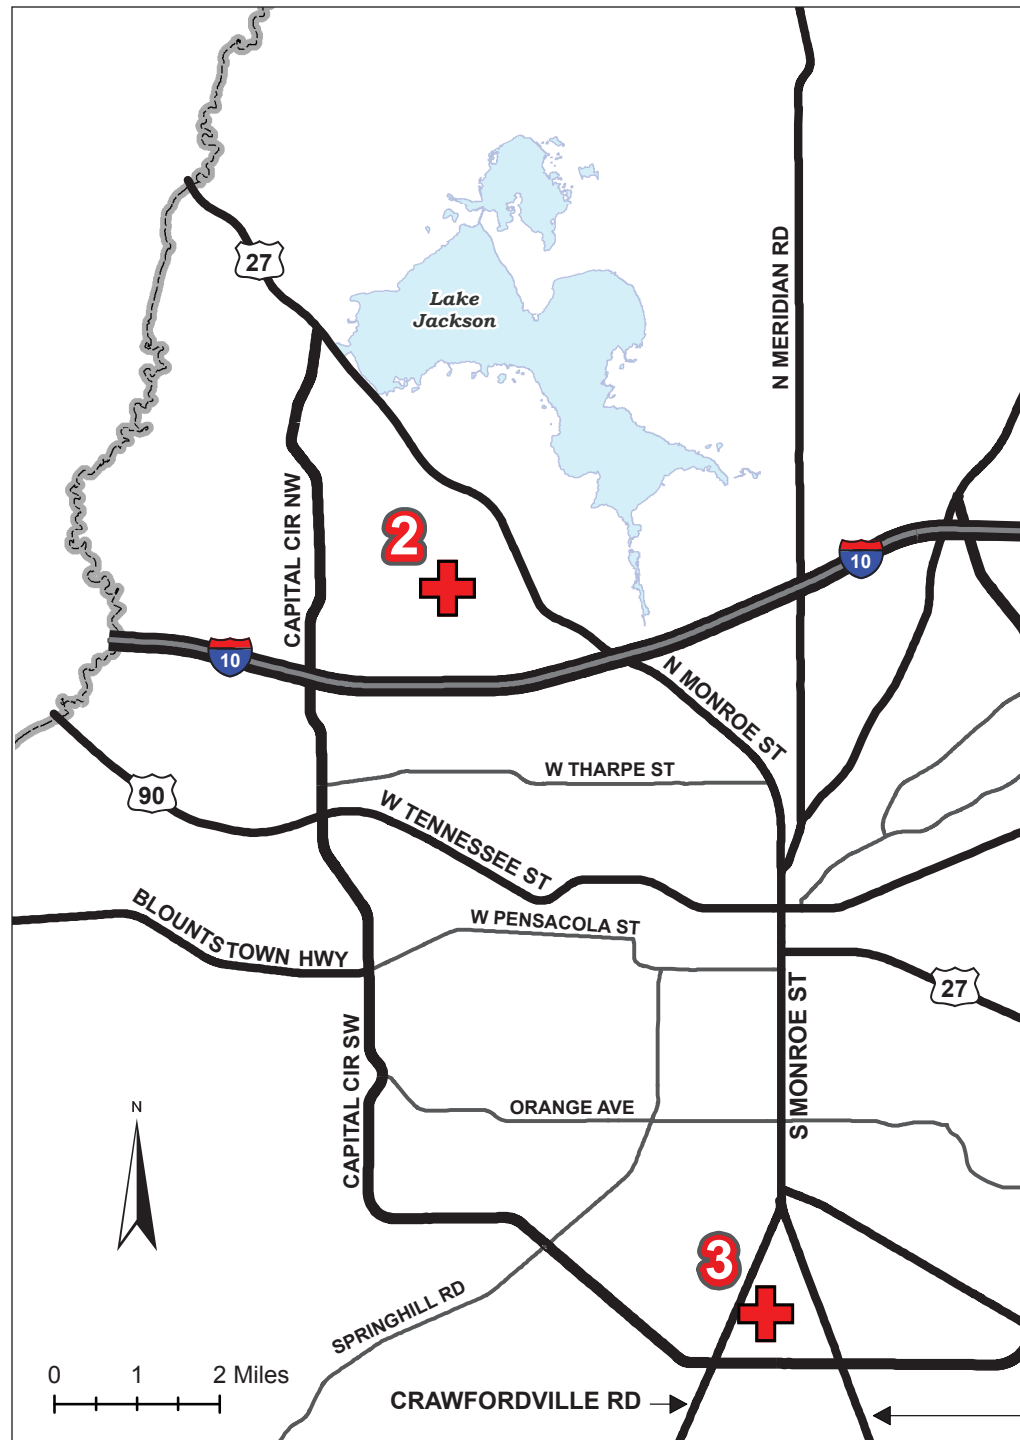 27
Lake
Jackson
N MERIDIAN RD
CAPITAL CIR NW
2
10
10
N MONROE ST
W THARPE ST
90
W TENNESSEE ST
BLOUNTSTOWN HWY
W PENSACOLA ST
27
S MONROE ST
CAPITAL CIR SW
ORANGE AVE
N
3
SPRINGHILL RD
0 1 2 Miles
CRAWFORDVILLE RD